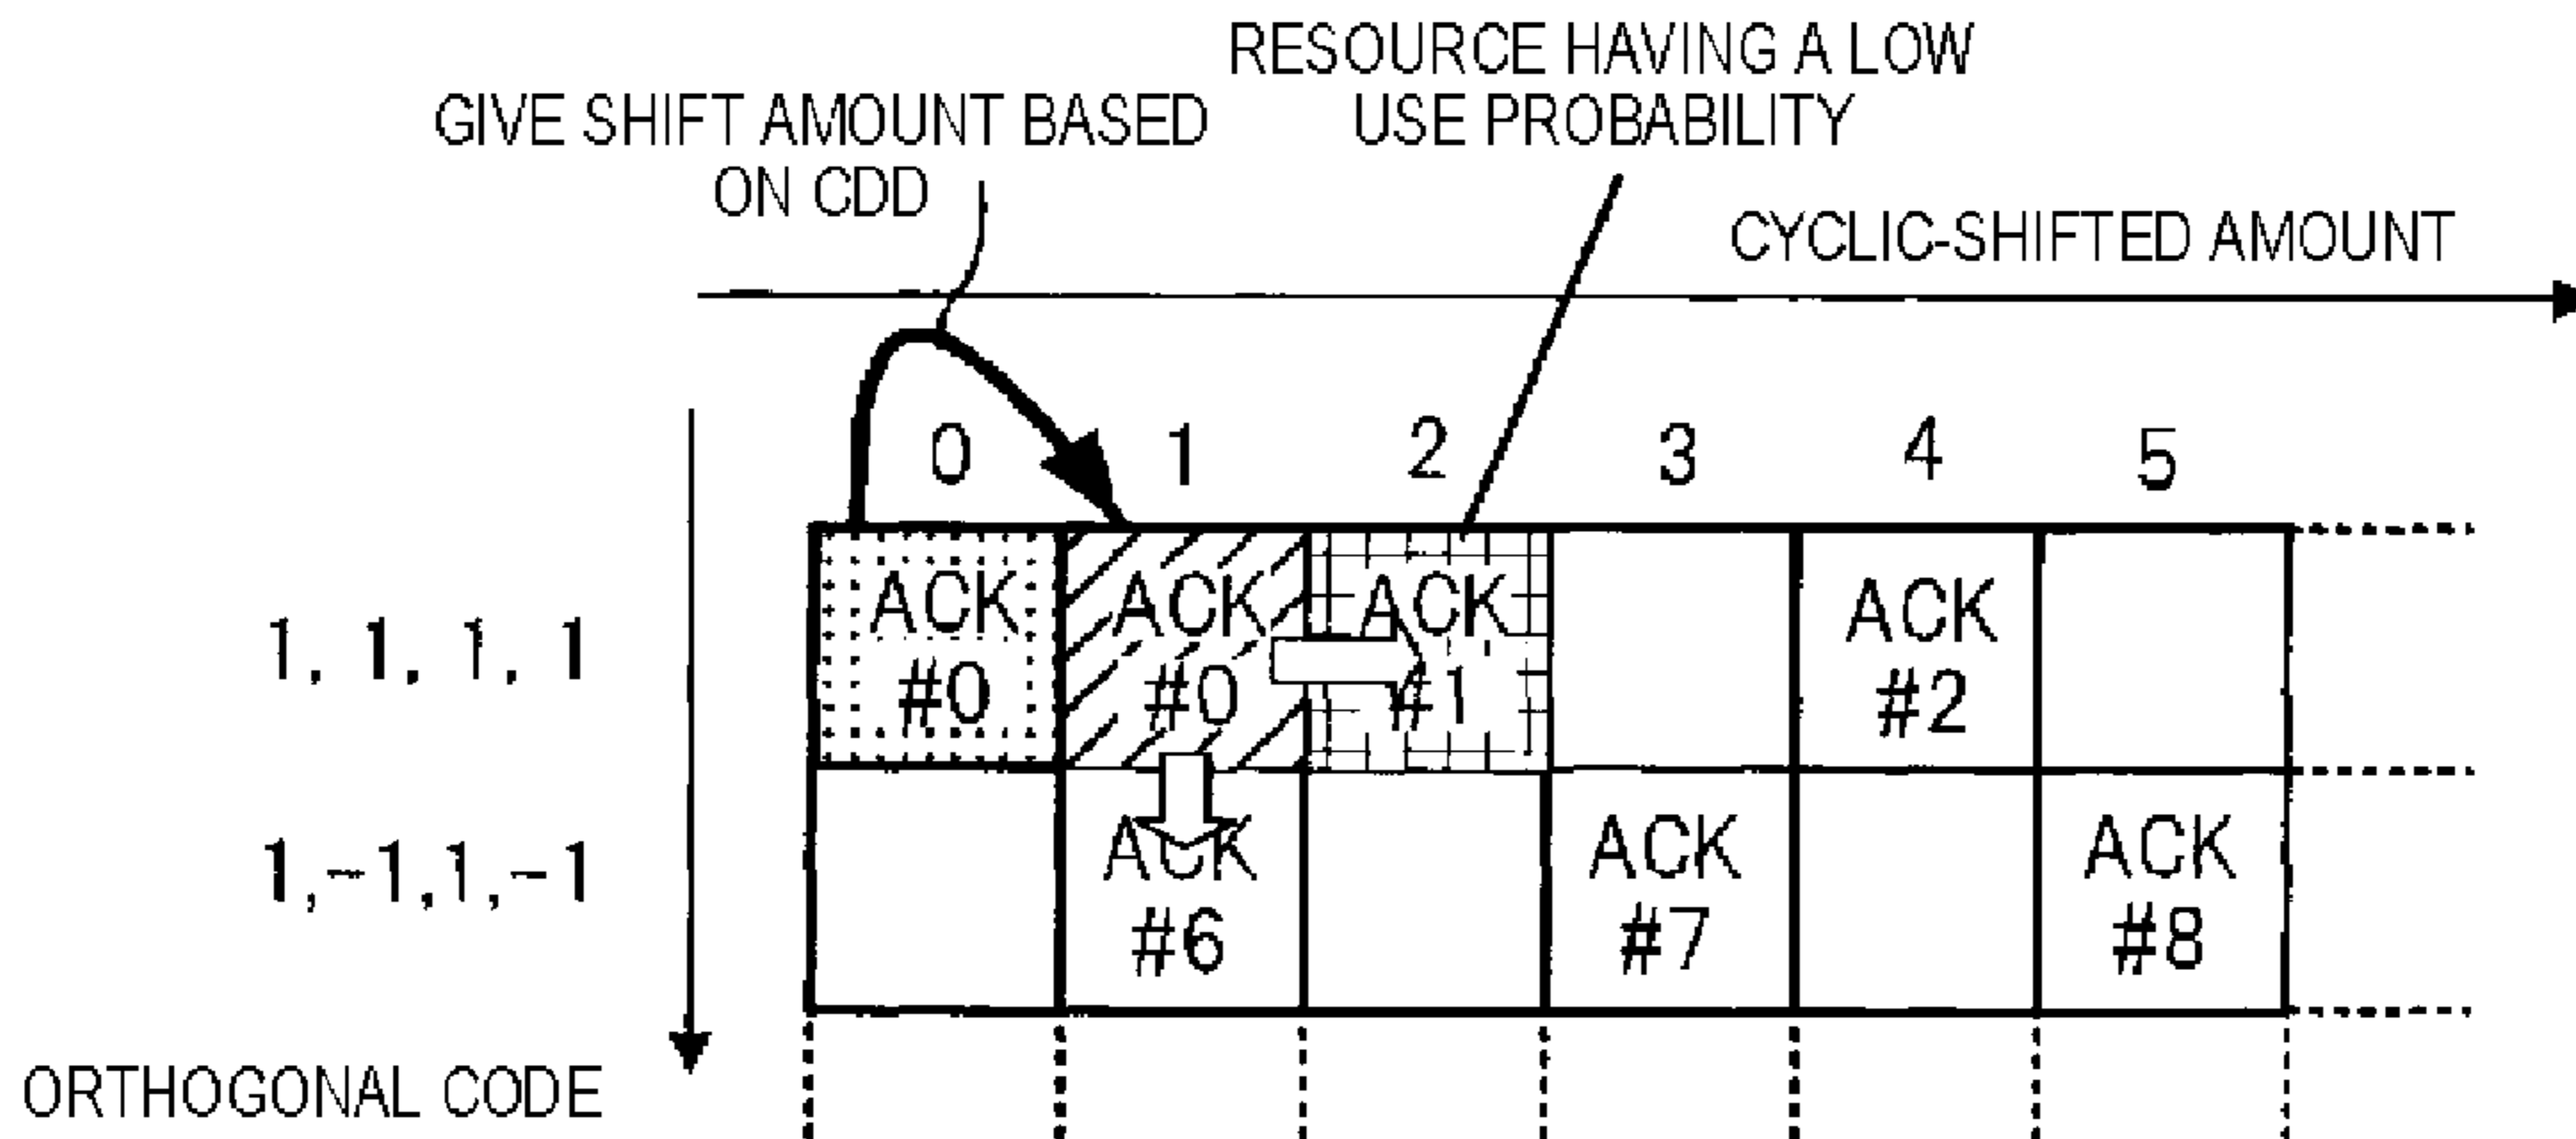 RESOURCE HAVING A LOW
USE PROBABILITY
GIVE SHIFT AMOUNT BASED
ON CDD
CYCLIC-SHIFTED AMOUNT
0 1 2 3 4 5
1, 1, 1, 1
ACK #0
ACK #0
ACK #1
ACK #2
1,-1,1,-1
ACK #6
ACK #7
ACK #8
ORTHOGONAL CODE